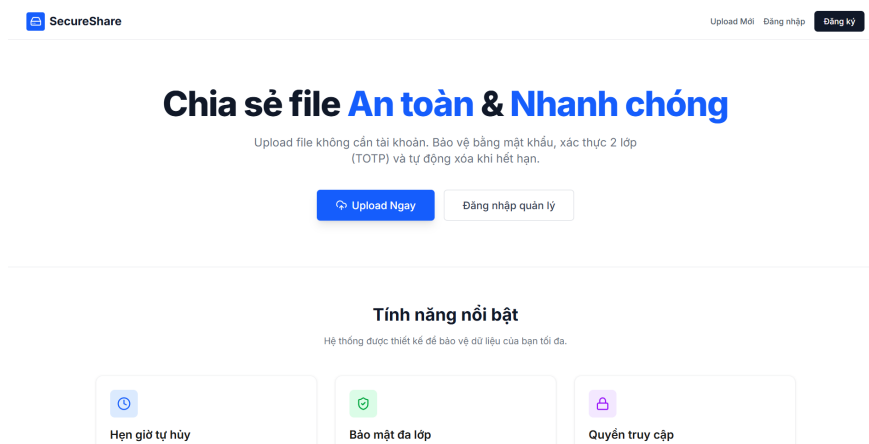 SecureShare
Upload Mới
Đăng nhập
Đăng ký
Chia sẻ file An toàn & Nhanh chóng
Upload file không cần tài khoản. Bảo vệ bằng mật khẩu, xác thực 2 lớp
(TOTP) và tự động xóa khi hết hạn.
Upload Ngay
Đăng nhập quản lý
Tính năng nổi bật
Hệ thống được thiết kế để bảo vệ dữ liệu của bạn tối đa.
Hẹn giờ tự hủy
Bảo mật đa lớp
Quyền truy cập